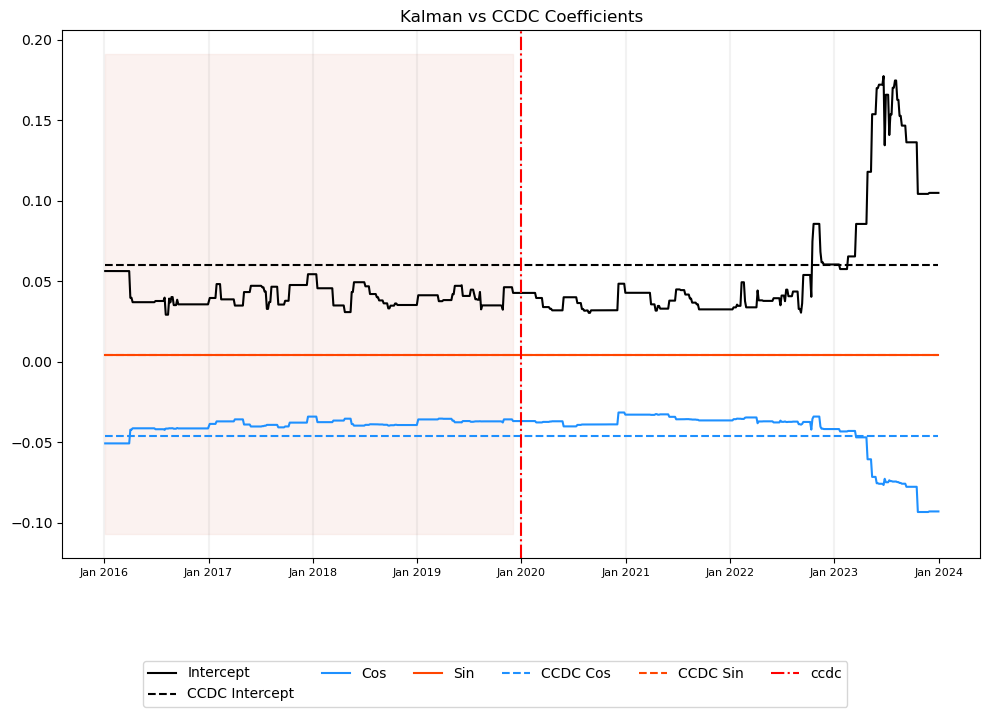 Kalman vs CCDC Coefficients
0.20
0.15
0.10
0.05
0.00
−0.05
−0.10
Jan 2016 Jan 2017 Jan 2018 Jan 2019 Jan 2020 Jan 2021 Jan 2022 Jan 2023 Jan 2024
Intercept Cos Sin CCDC Cos CCDC Sin ccdc
CCDC Intercept